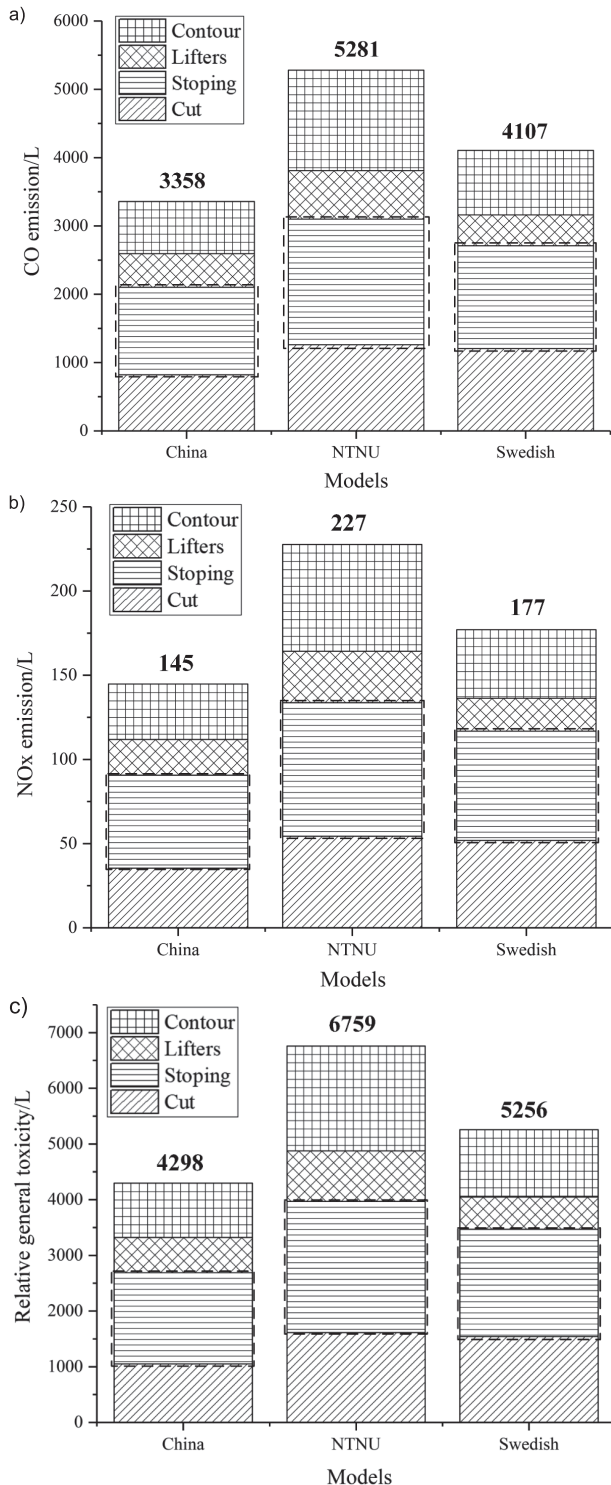 a)
6000
5000
4000
3000
2000
1000
0
CO emission/L
Contour
Lifters
Stoping
Cut
3358
5281
4107
China
NTNU
Swedish
Models
b)
250
200
150
100
50
0
NOx emission/L
Contour
Lifters
Stoping
Cut
145
227
177
China
NTNU
Swedish
Models
c)
7000
6000
5000
4000
3000
2000
1000
0
Relative general toxicity/L
Contour
Lifters
Stoping
Cut
4298
6759
5256
China
NTNU
Swedish
Models